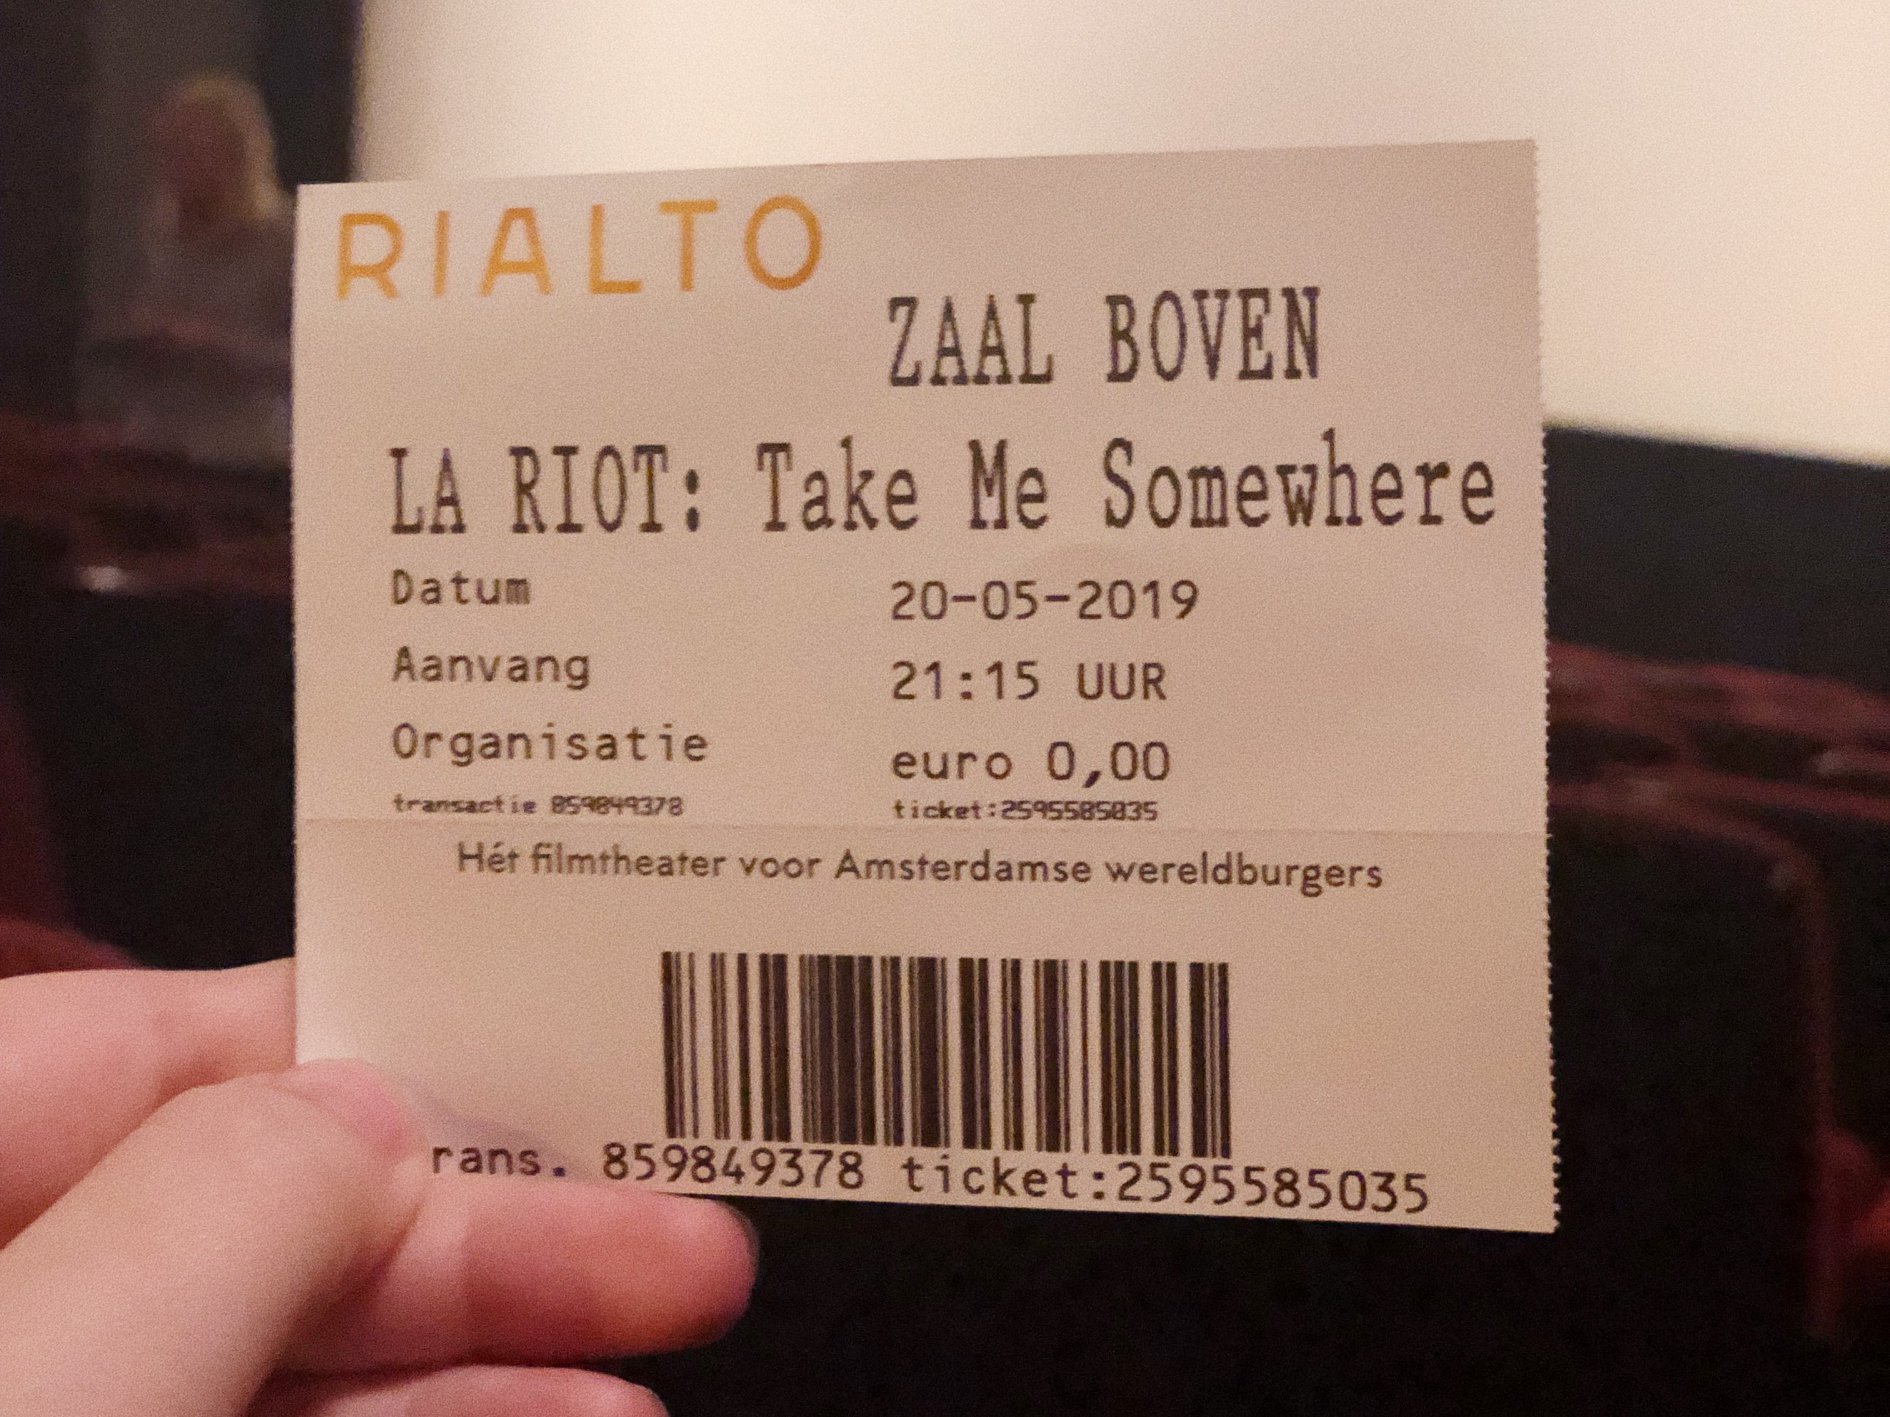 RIALTO
ZAAL BOVEN
LA RIOT: Take Me Somewhere
Datum 20-05-2019
Aanvang 21:15 UUR
Organisatie euro 0,00
transactie 859849378 ticket:2595585035
Hét filmtheater voor Amsterdamse wereldburgers
rans. 859849378 ticket:2595585035